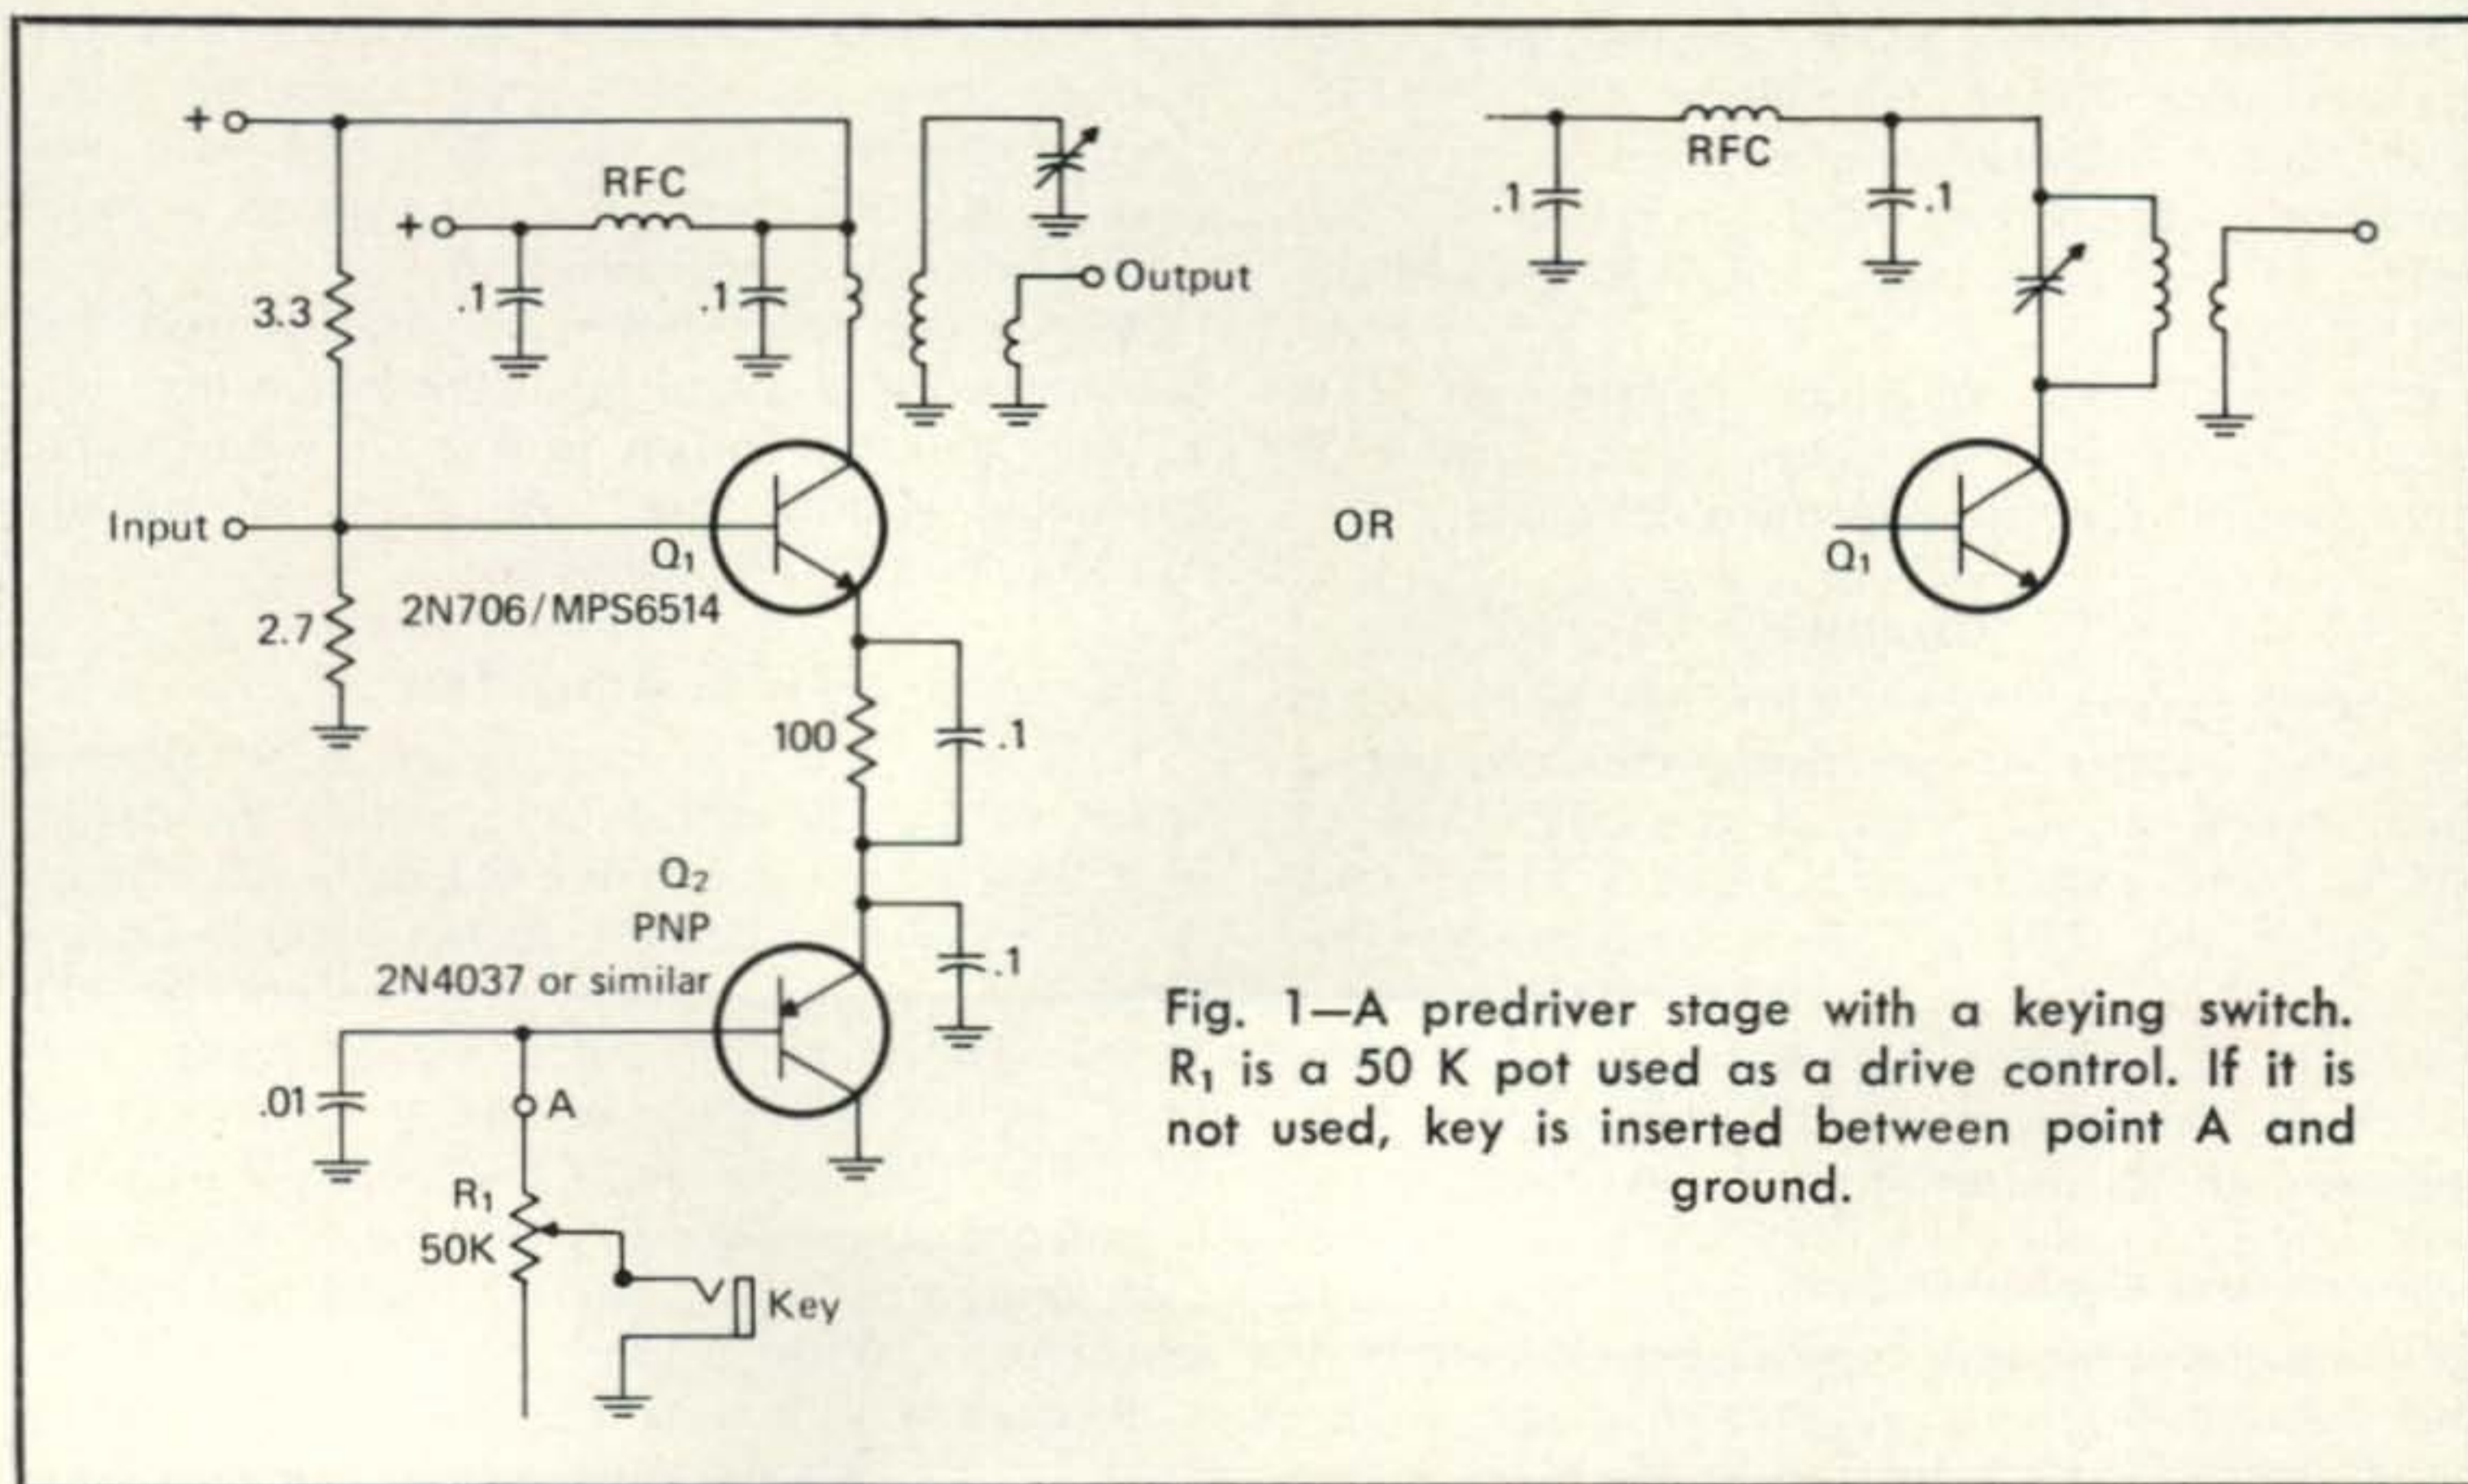 +
RFC
+
3.3
.1
.1
Output
Input
Q1
2N706/MPS6514
2.7
100
.1
Q2
PNP
2N4037 or similar
.1
.01
A
R1
50K
Key
OR
RFC
.1
.1
Q1
Fig. 1—A predriver stage with a keying switch.
R1 is a 50 K pot used as a drive control. If it is
not used, key is inserted between point A and
ground.